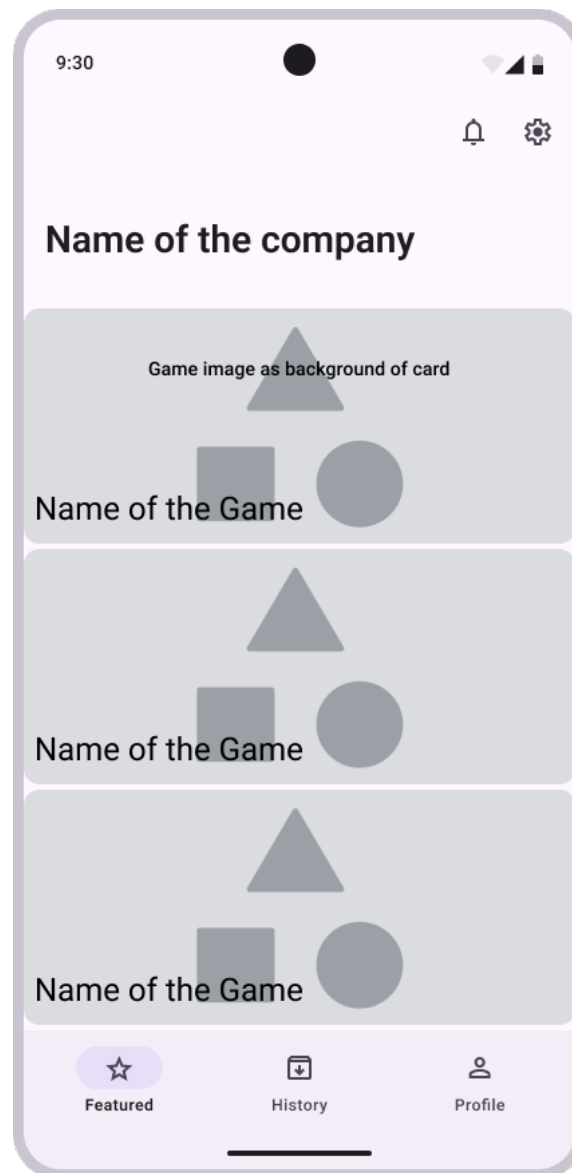 9:30
Name of the company
Game image as background of card
Name of the Game
Name of the Game
Name of the Game
Featured
History
Profile